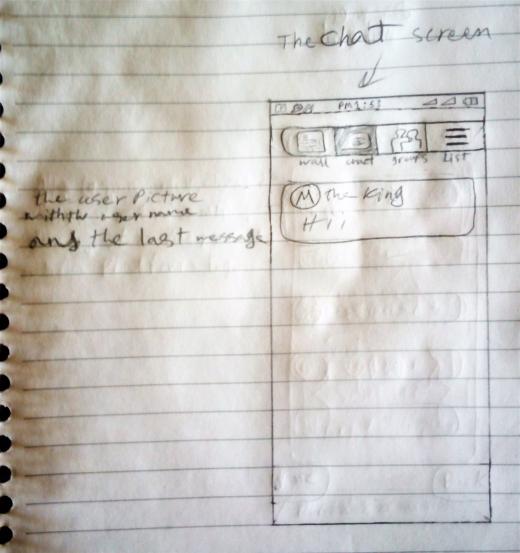 The chat screen
PM 1:51
wall chat groups List
M the King
Hii
the user Picture
with the user name
and the last message